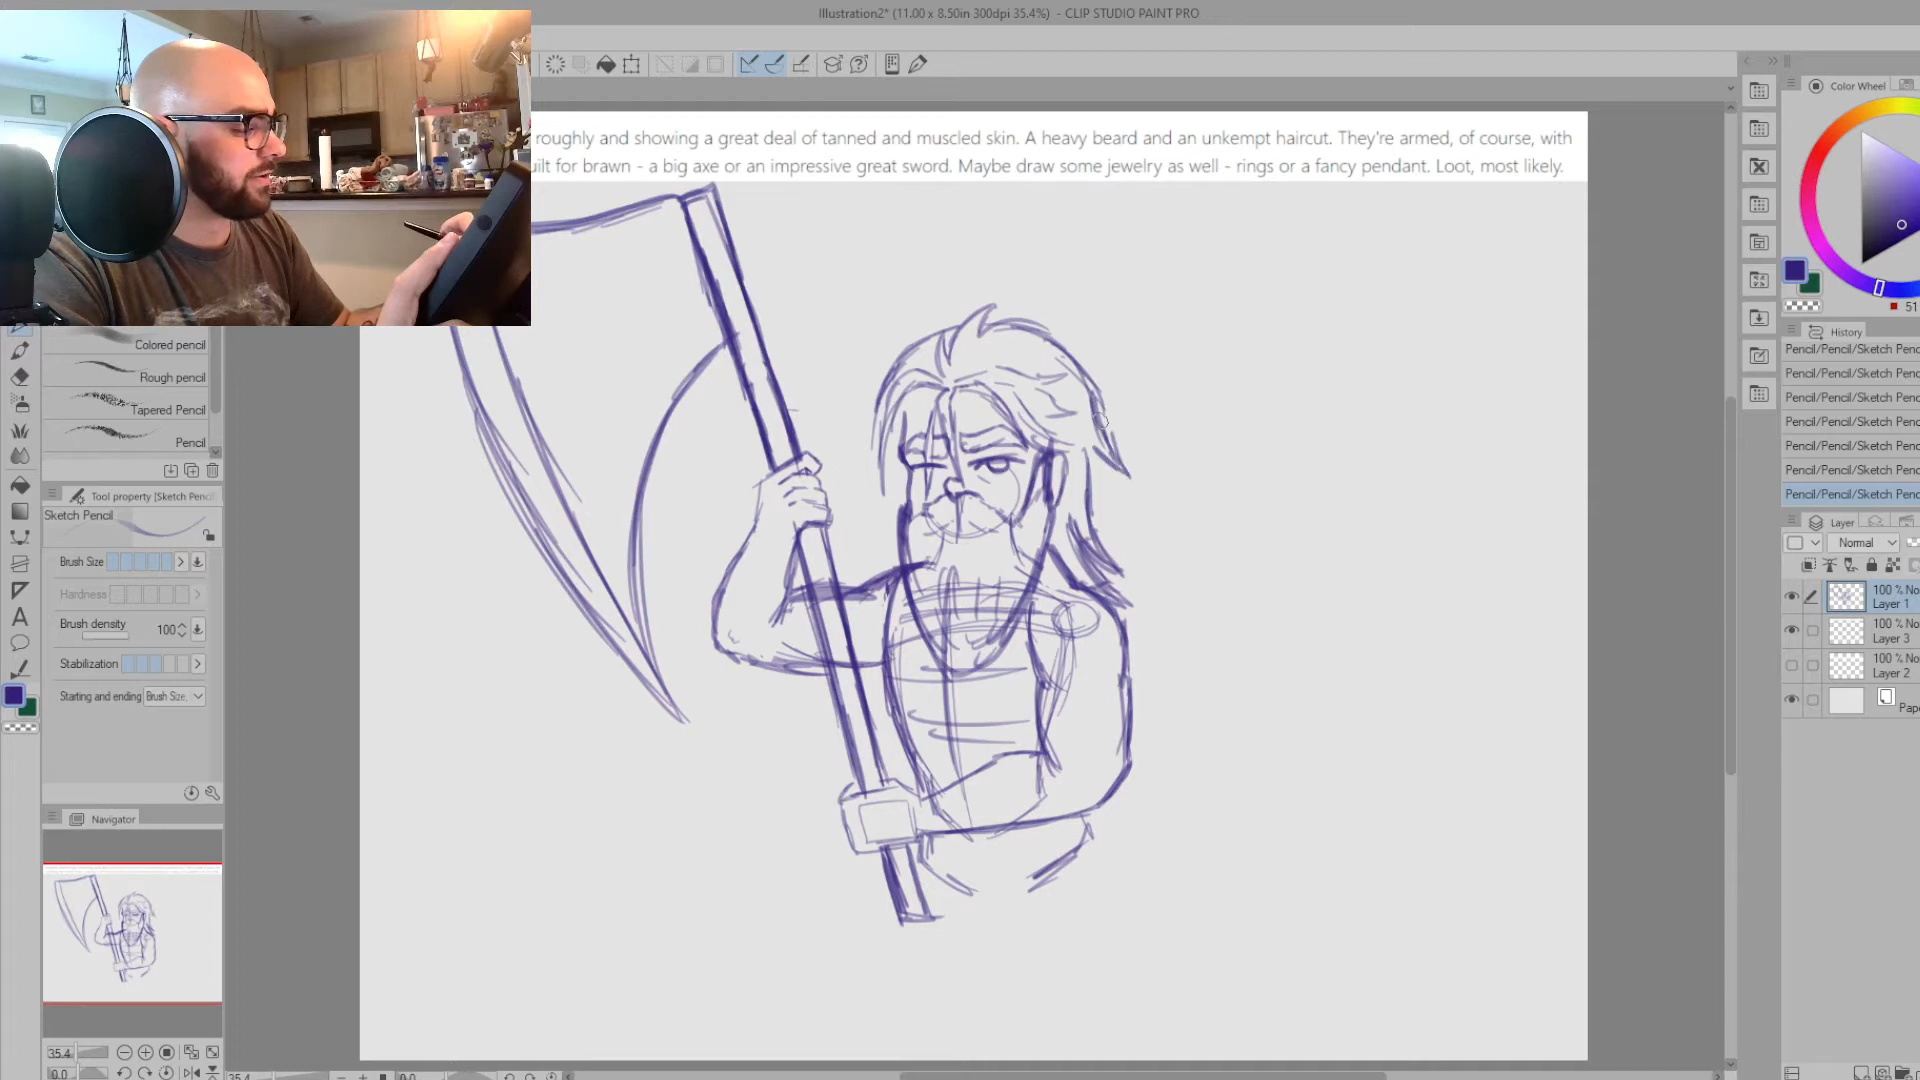 Illustration2* (11.00 x 8.50in 300dpi 35.4%) - CLIP STUDIO PAINT PRO
Color Wheel
roughly and showing a great deal of tanned and muscled skin. A heavy beard and an unkempt haircut. They're armed, of course, with
built for brawn - a big axe or an impressive great sword. Maybe draw some jewelry as well - rings or a fancy pendant. Loot, most likely.
51
History
Colored pencil
Rough pencil
Tapered Pencil
Pencil
Pencil/Pencil/Sketch Penc
Pencil/Pencil/Sketch Penc
Pencil/Pencil/Sketch Penc
Pencil/Pencil/Sketch Penc
Pencil/Pencil/Sketch Penc
Pencil/Pencil/Sketch Penc
Pencil/Pencil/Sketch Penc
Tool property [Sketch Pencil
Sketch Pencil
Brush Size
Hardness
Brush density 100
Stabilization
Starting and ending Brush Size,
Layer
Normal
100 % No
Layer 1
100 % No
Layer 3
100 % No
Layer 2
Pape
Navigator
35.4
0.0
35.4 0.0